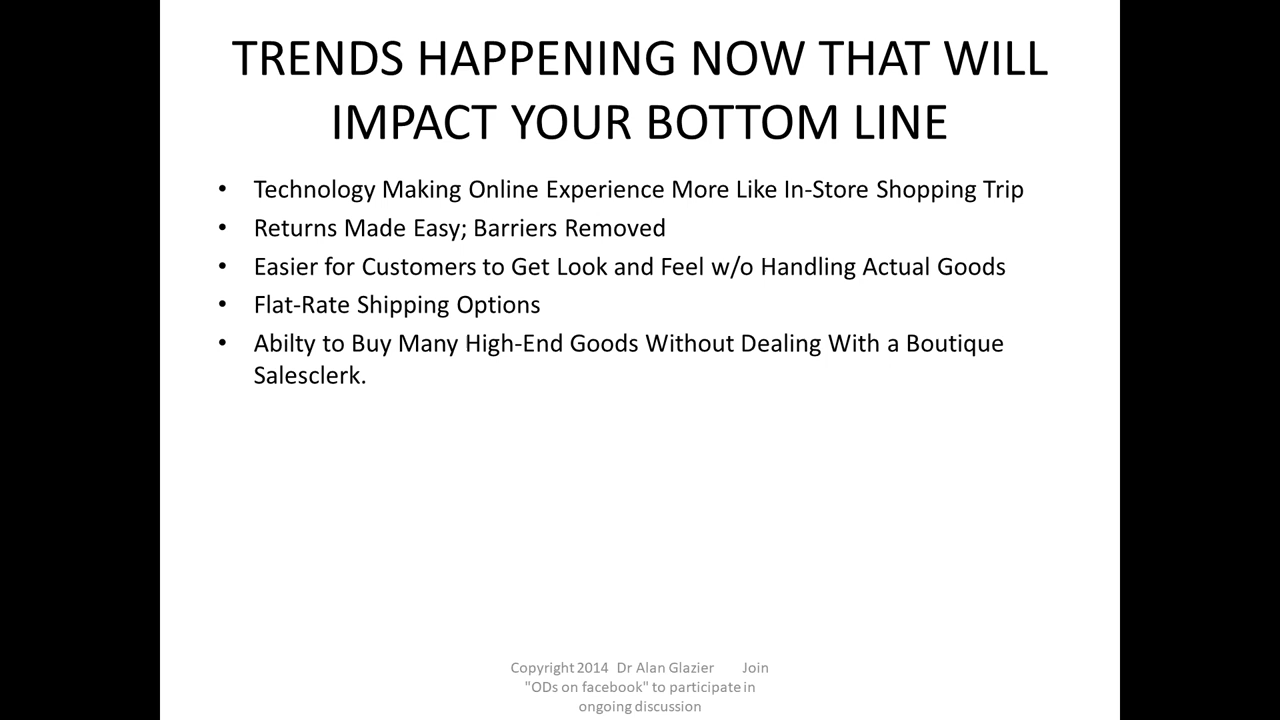 TRENDS HAPPENING NOW THAT WILL
IMPACT YOUR BOTTOM LINE
• Technology Making Online Experience More Like In-Store Shopping Trip
• Returns Made Easy; Barriers Removed
• Easier for Customers to Get Look and Feel w/o Handling Actual Goods
• Flat-Rate Shipping Options
• Abilty to Buy Many High-End Goods Without Dealing With a Boutique
Salesclerk.
Copyright 2014 Dr Alan Glazier Join
"ODs on facebook" to participate in
ongoing discussion